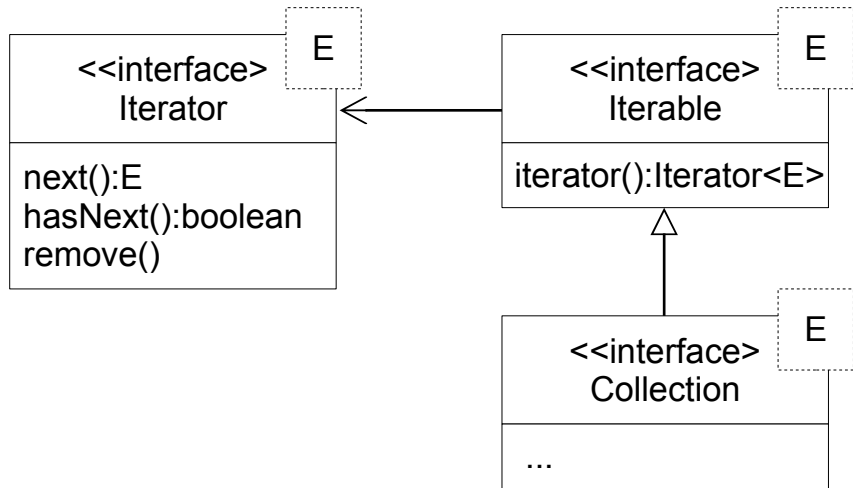 E
<<interface>
Iterator
next():E
hasNext():boolean
remove()
E
<<interface>
Iterable
iterator():Iterator<E>
E
<<interface>
Collection
...